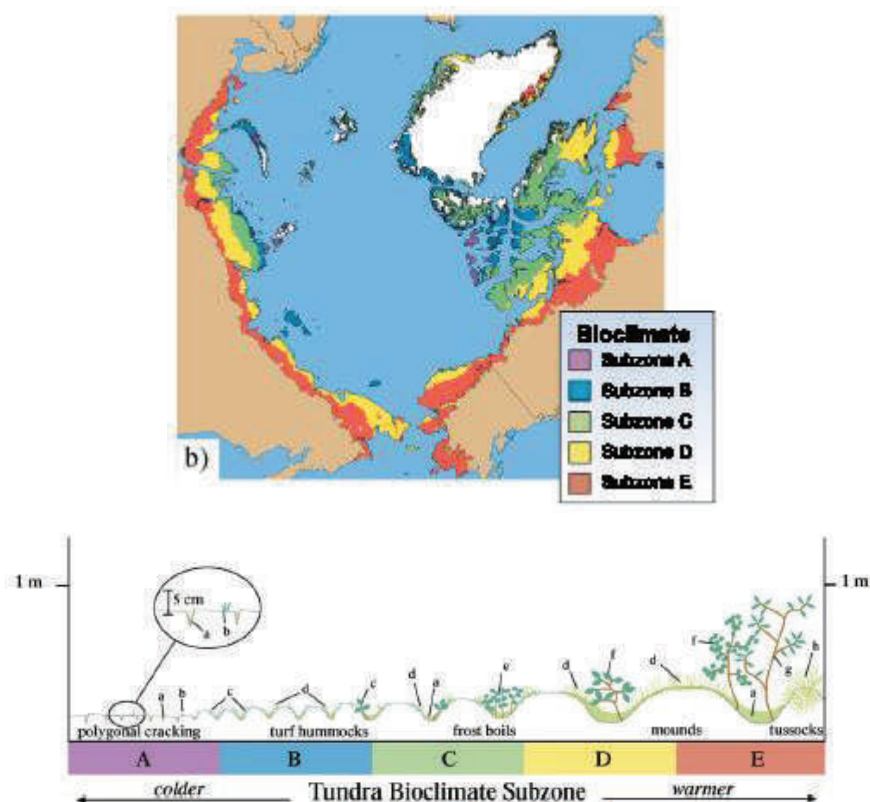 b)
Bioclimate
Subzone A
Subzone B
Subzone C
Subzone D
Subzone E
1 m
1 m
5 cm
a
b
a
b
c
d
c
d
a
e
d
f
d
f
a
g
h
polygonal cracking
turf hummocks
frost boils
mounds
tussocks
A
B
C
D
E
colder
Tundra Bioclimate Subzone
warmer